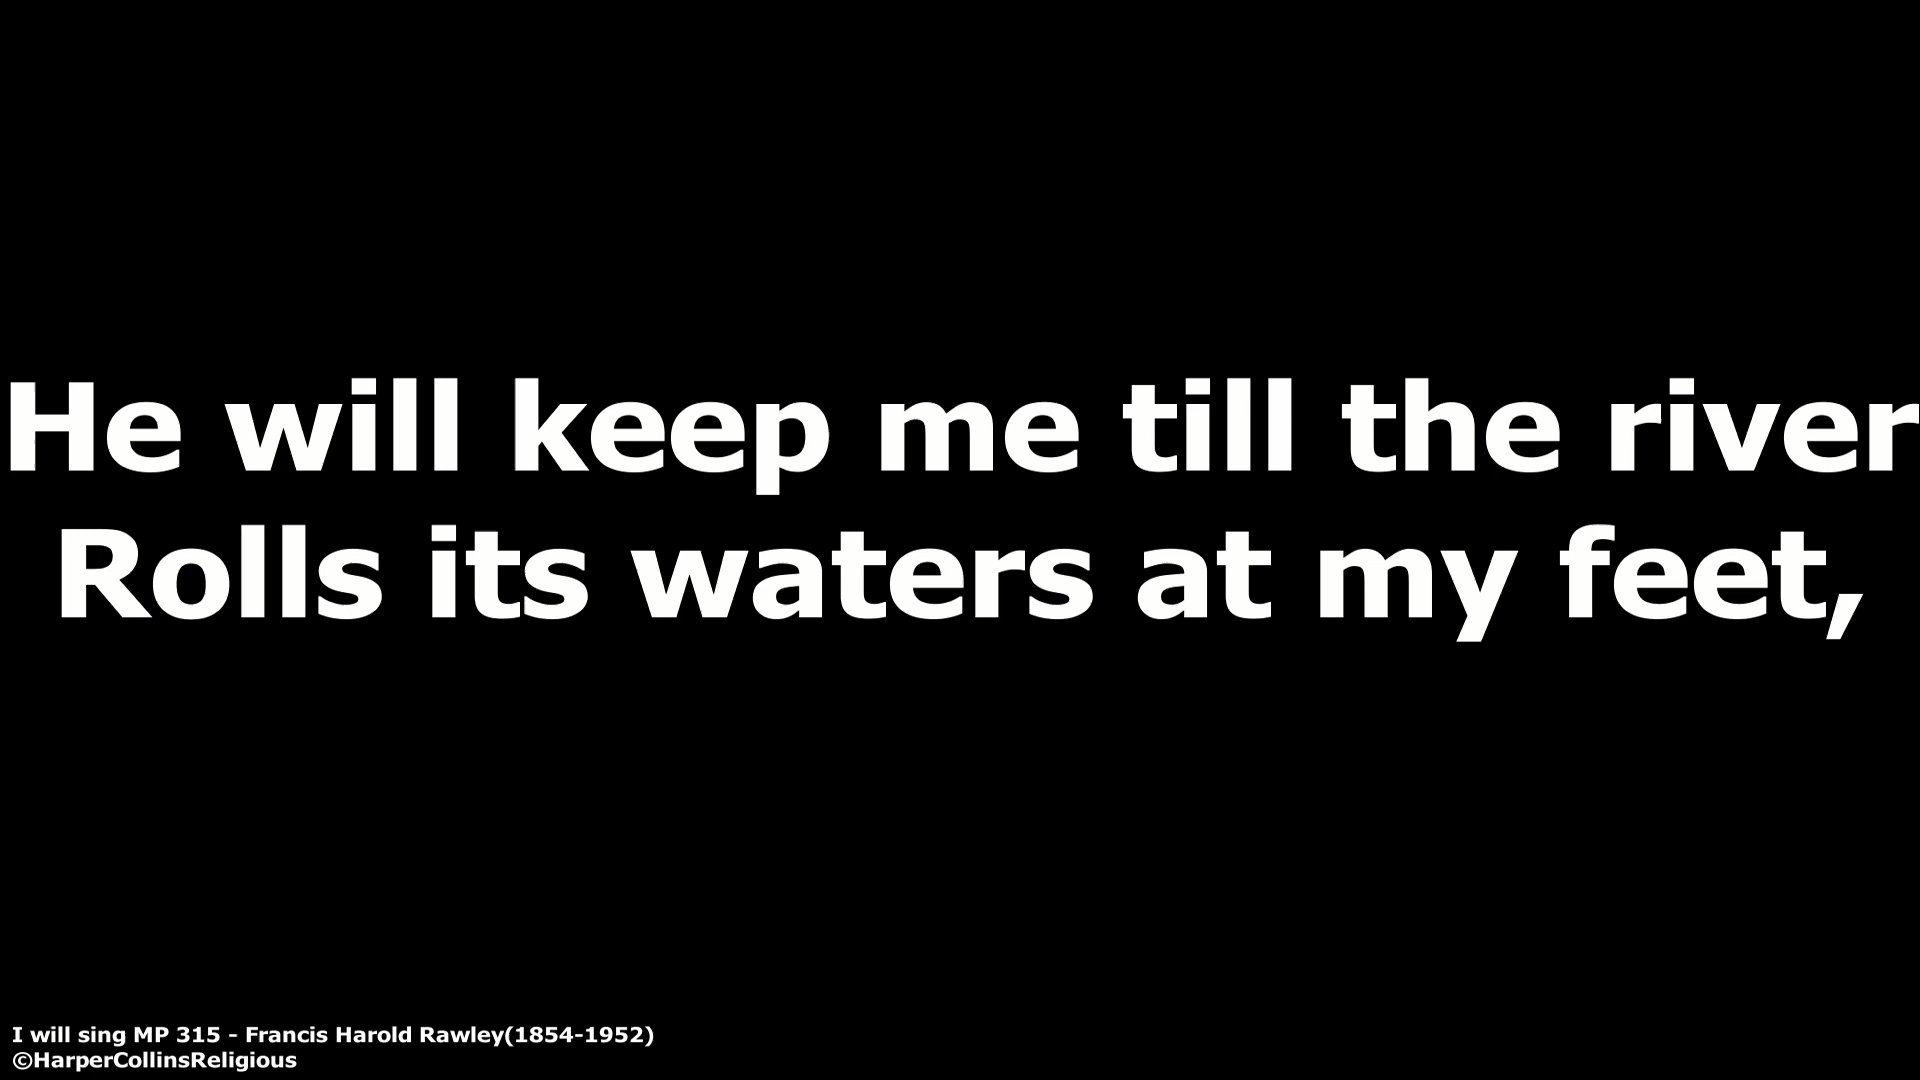 He will keep me till the river
Rolls its waters at my feet,
I will sing MP 315 - Francis Harold Rawley(1854-1952)
©HarperCollinsReligious